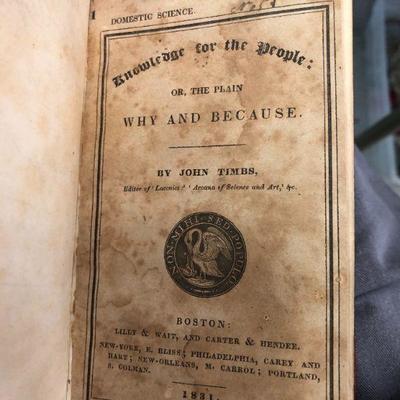 DOMESTIC SCIENCE.
Knowledge for the People:
OR, THE PLAIN
WHY AND BECAUSE.
BY JOHN TIMBS,
Editor of 'Laconics' 'Arcana of Science and Art,' &c.
NON·MIHI·SED·POPULO
BOSTON:
LILLY & WAIT, AND CARTER & HENDEE.
NEW-YORK, E. BLISS; PHILADELPHIA, CAREY AND
HART; NEW-ORLEANS, M. CARROL; PORTLAND,
S. COLMAN.
1831.